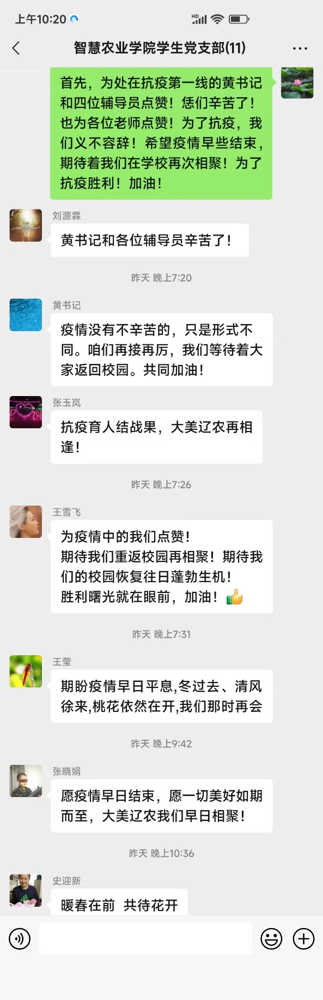 上午10:20
HD
智慧农业学院学生党支部(11)
首先，为处在抗疫第一线的黄书记
和四位辅导员点赞！恁们辛苦了！
也为各位老师点赞！为了抗疫，我
们义不容辞！希望疫情早些结束，
期待着我们在学校再次相聚！为了
抗疫胜利！加油！
刘源霖
黄书记和各位辅导员辛苦了！
昨天 晚上7:20
黄书记
疫情没有不辛苦的，只是形式不
同。咱们再接再厉，我们等待着大
家返回校园。共同加油！
张玉岚
抗疫育人结战果，大美辽农再相
逢！
昨天 晚上7:26
王雪飞
为疫情中的我们点赞！
期待我们重返校园再相聚！期待我
们的校园恢复往日蓬勃生机！
胜利曙光就在眼前，加油！👍
昨天 晚上7:31
王莹
期盼疫情早日平息,冬过去、清风
徐来,桃花依然在开,我们那时再会
昨天 晚上9:42
张晓娟
愿疫情早日结束，愿一切美好如期
而至，大美辽农我们早日相聚！
昨天 晚上10:36
史迎新
暖春在前 共待花开